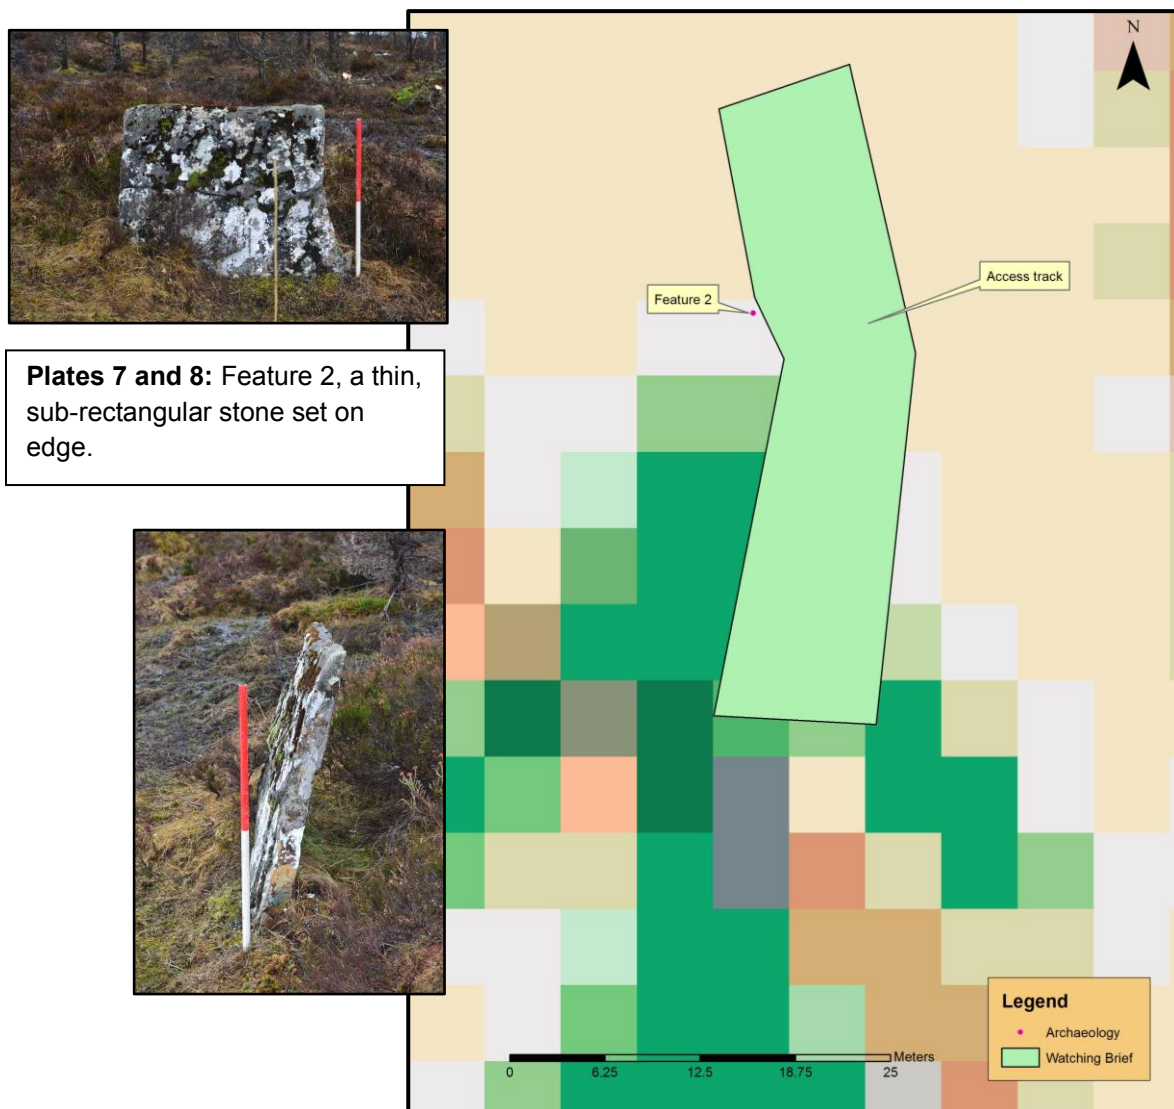 Plates 7 and 8: Feature 2, a thin,
sub-rectangular stone set on
edge.
N
Feature 2
Access track
Legend
Archaeology
Watching Brief
Meters
0 6.25 12.5 18.75 25